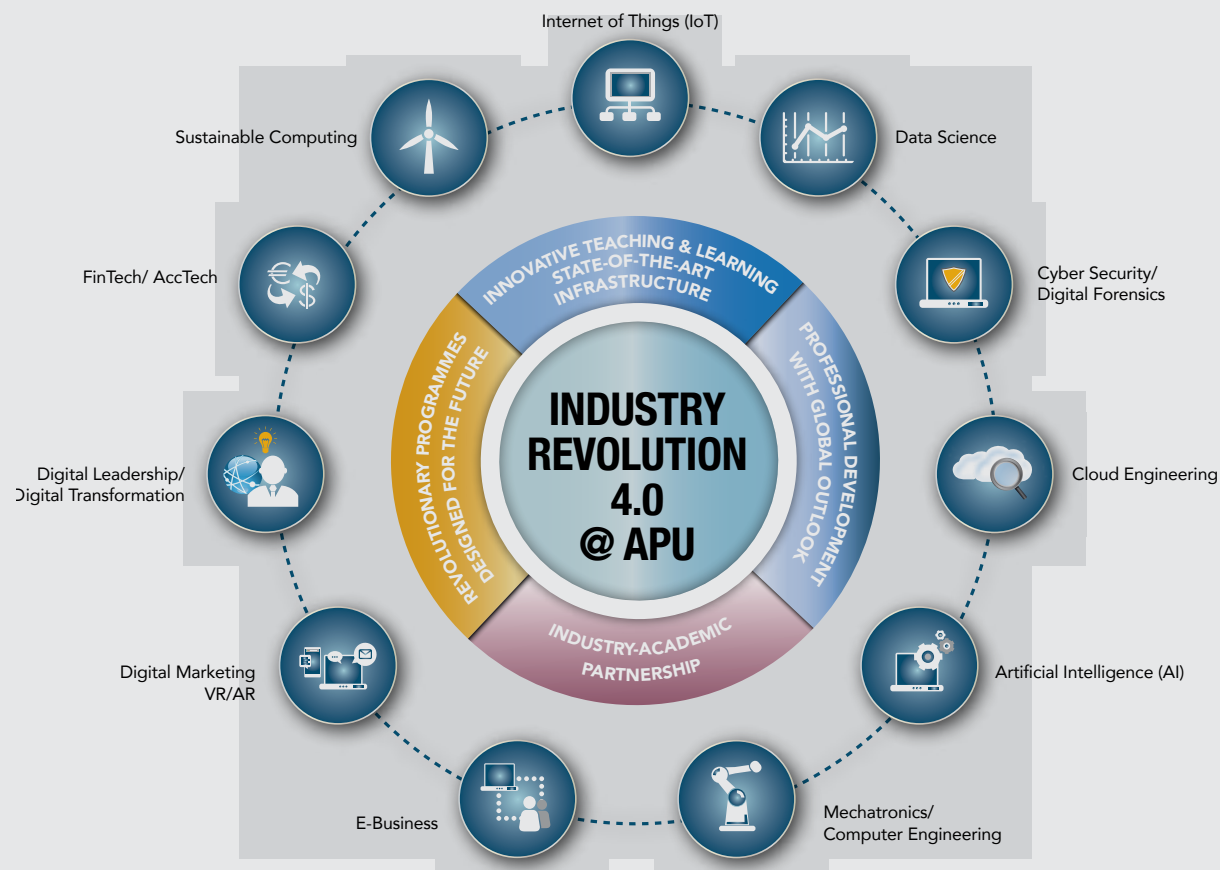 Internet of Things (IoT)
Sustainable Computing
Data Science
FinTech/ AccTech
Cyber Security/
Digital Forensics
INNOVATIVE TEACHING & LEARNING
STATE-OF-THE-ART
INFRASTRUCTURE
REVOLUTIONARY PROGRAMMES
DESIGNED FOR THE FUTURE
PROFESSIONAL DEVELOPMENT
WITH GLOBAL OUTLOOK
INDUSTRY
REVOLUTION
4.0
@ APU
Digital Leadership/
Digital Transformation
Cloud Engineering
INDUSTRY-ACADEMIC
PARTNERSHIP
Digital Marketing
VR/AR
Artificial Intelligence (AI)
E-Business
Mechatronics/
Computer Engineering